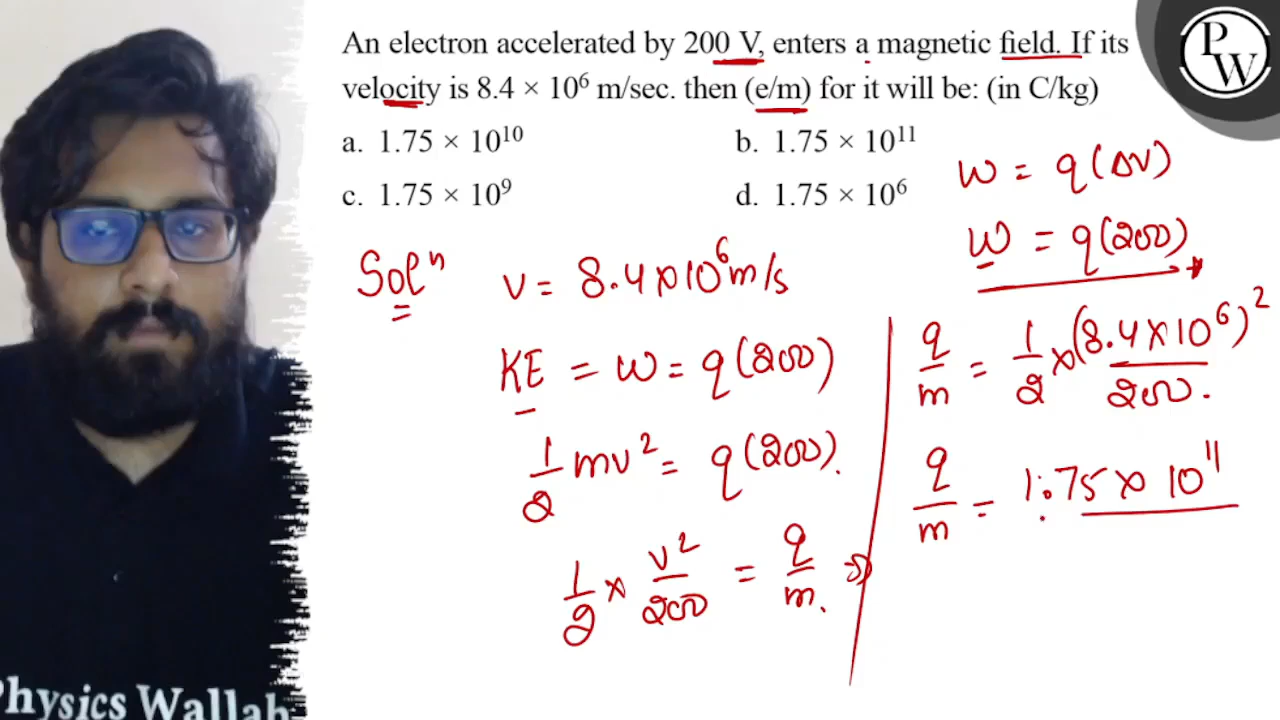 An electron accelerated by 200 V, enters a magnetic field. If its
velocity is 8.4 × 10⁶ m/sec. then (e/m) for it will be: (in C/kg)
a. 1.75 × 10¹⁰ b. 1.75 × 10¹¹
c. 1.75 × 10⁹ d. 1.75 × 10⁶
PW
W = q(ΔV)
W = q(200)
Solⁿ V = 8.4×10⁶ m/s
KE = W = q(200)
1/2 mv² = q(200).
1/2 × v²/200 = q/m. ⇒
q/m = 1/2 × (8.4×10⁶)²/200.
q/m = 1.75 × 10¹¹
Physics Wallah